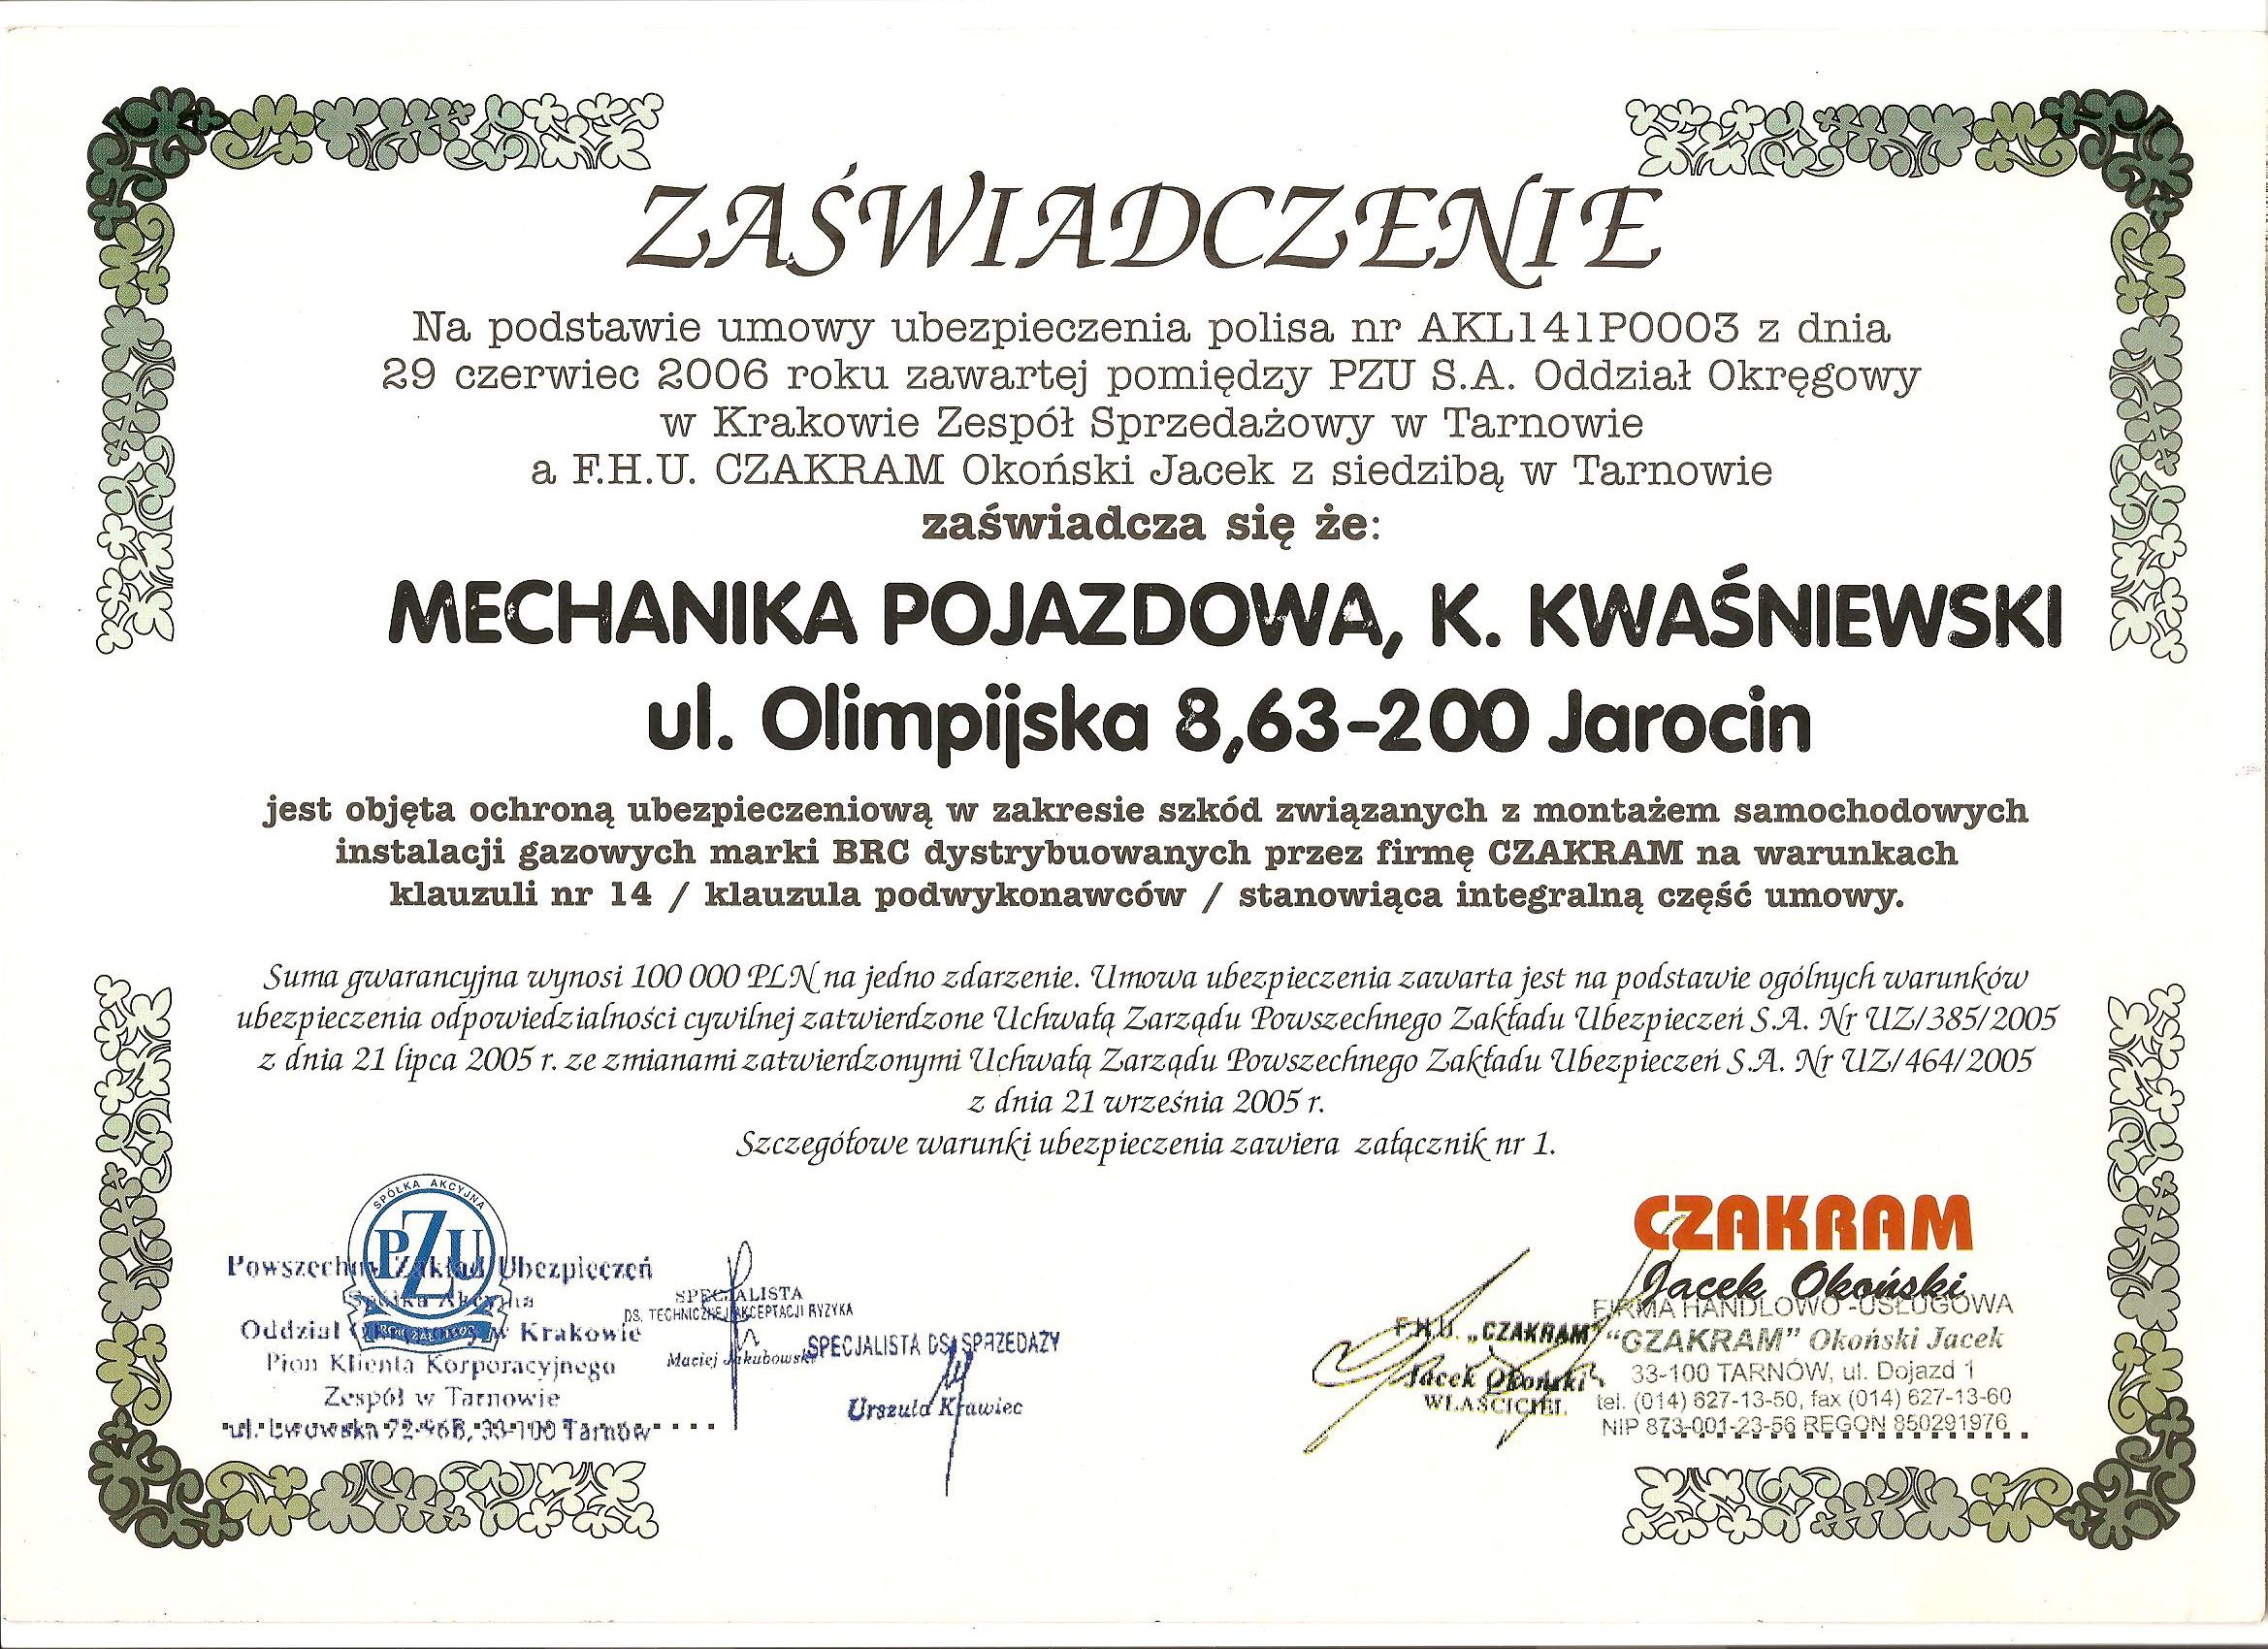 ZAŚWIADCZENIE
Na podstawie umowy ubezpieczenia polisa nr AKL141P0003 z dnia
29 czerwiec 2006 roku zawartej pomiędzy PZU S.A. Oddział Okręgowy
w Krakowie Zespół Sprzedażowy w Tarnowie
a F.H.U. CZAKRAM Okoński Jacek z siedzibą w Tarnowie
zaświadcza się że:
MECHANIKA POJAZDOWA, K. KWAŚNIEWSKI
ul. Olimpijska 8,63-200 Jarocin
jest objęta ochroną ubezpieczeniową w zakresie szkód związanych z montażem samochodowych
instalacji gazowych marki BRC dystrybuowanych przez firmę CZAKRAM na warunkach
klauzuli nr 14 / klauzula podwykonawców / stanowiąca integralną część umowy.
Suma gwarancyjna wynosi 100 000 PLN na jedno zdarzenie. Umowa ubezpieczenia zawarta jest na podstawie ogólnych warunków
ubezpieczenia odpowiedzialności cywilnej zatwierdzone Uchwałą Zarządu Powszechnego Zakładu Ubezpieczeń S.A. Nr UZ/385/2005
z dnia 21 lipca 2005 r. ze zmianami zatwierdzonymi Uchwałą Zarządu Powszechnego Zakładu Ubezpieczeń S.A. Nr UZ/464/2005
z dnia 21 września 2005 r.
Szczegółowe warunki ubezpieczenia zawiera załącznik nr 1.
SPÓŁKA AKCYJNA
PZU
Powszechny Zakład Ubezpieczeń
Spółka Akcyjna
Oddział Okręgowy w Krakowie
Pion Klienta Korporacyjnego
Zespół w Tarnowie
ul. Lwowska 72-96B, 33-100 Tarnów
SPECJALISTA
DS. TECHNICZNEJ AKCEPTACJI RYZYKA
Maciej Jakubowski
SPECJALISTA DS. SPRZEDAŻY
Urszula Krawiec
F.H.U. „CZAKRAM”
Jacek Okoński
WŁAŚCICIEL
CZAKRAM
Jacek Okoński
FIRMA HANDLOWO-USŁUGOWA
“CZAKRAM” Okoński Jacek
33-100 TARNÓW, ul. Dojazd 1
tel. (014) 627-13-50, fax (014) 627-13-60
NIP 873-001-23-56 REGON 850291976